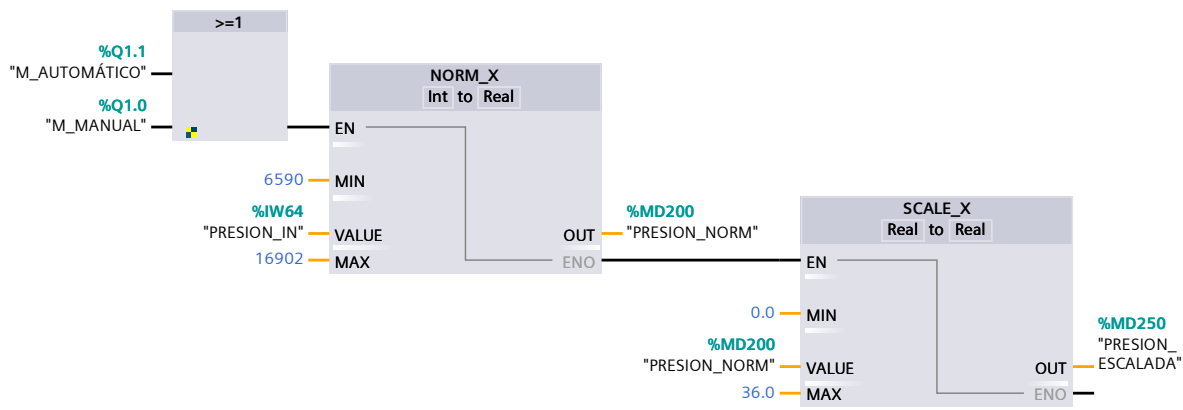 >=1
%Q1.1
"M_AUTOMÁTICO"
%Q1.0
"M_MANUAL"
NORM_X
Int to Real
EN
6590
MIN
%IW64
"PRESION_IN"
VALUE
16902
MAX
%MD200
OUT
"PRESION_NORM"
ENO
SCALE_X
Real to Real
EN
0.0
MIN
%MD200
"PRESION_NORM"
VALUE
36.0
MAX
%MD250
"PRESION_
ESCALADA"
OUT
ENO